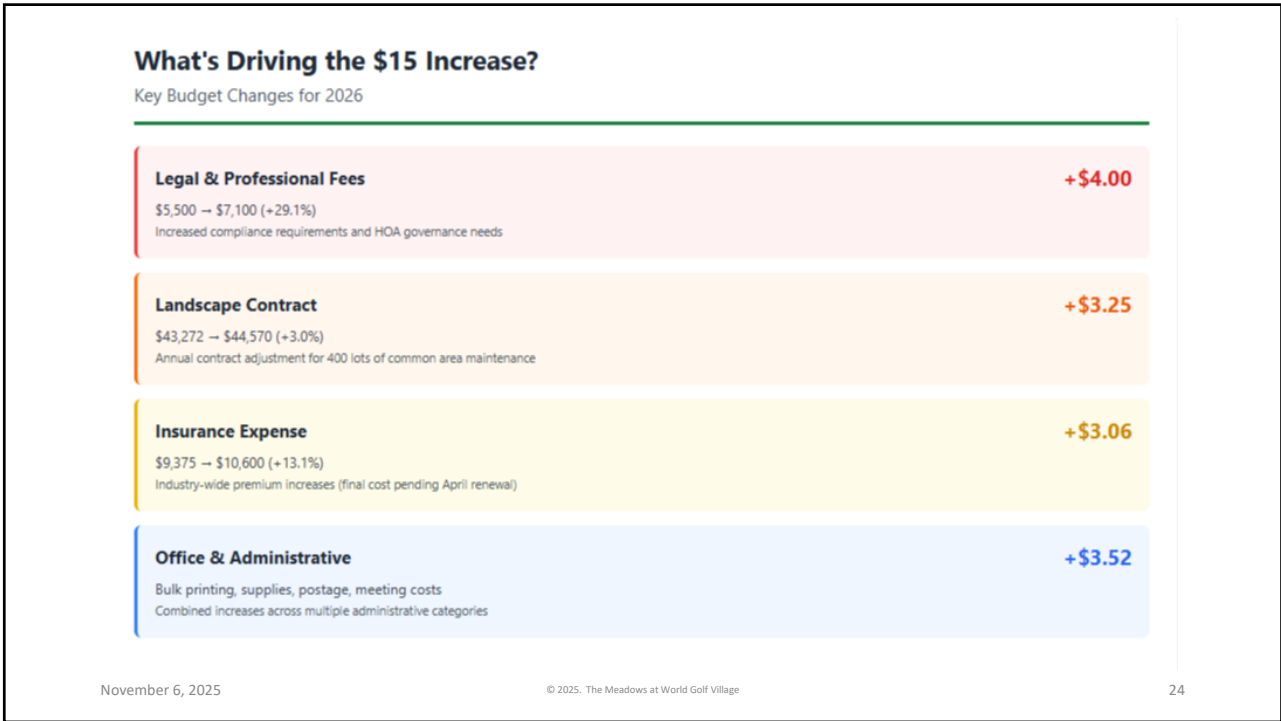 What's Driving the $15 Increase?
Key Budget Changes for 2026
Legal & Professional Fees
+$4.00
$5,500 → $7,100 (+29.1%)
Increased compliance requirements and HOA governance needs
Landscape Contract
+$3.25
$43,272 → $44,570 (+3.0%)
Annual contract adjustment for 400 lots of common area maintenance
Insurance Expense
+$3.06
$9,375 → $10,600 (+13.1%)
Industry-wide premium increases (final cost pending April renewal)
Office & Administrative
+$3.52
Bulk printing, supplies, postage, meeting costs
Combined increases across multiple administrative categories
November 6, 2025
© 2025. The Meadows at World Golf Village
24